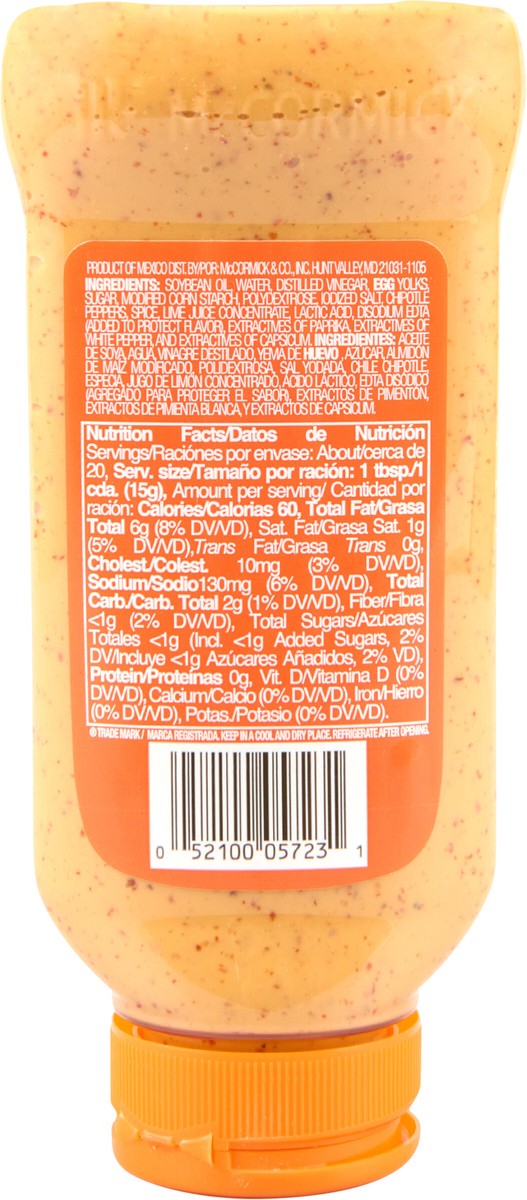 McCORMICK
PRODUCT OF MEXICO DIST. BY/POR: McCORMICK & CO., INC. HUNT VALLEY, MD 21031-1105
INGREDIENTS: SOYBEAN OIL, WATER, DISTILLED VINEGAR, EGG YOLKS,
SUGAR, MODIFIED CORN STARCH, POLYDEXTROSE, IODIZED SALT, CHIPOTLE
PEPPERS, SPICE, LIME JUICE CONCENTRATE, LACTIC ACID, DISODIUM EDTA
(ADDED TO PROTECT FLAVOR), EXTRACTIVES OF PAPRIKA, EXTRACTIVES OF
WHITE PEPPER, AND EXTRACTIVES OF CAPSICUM. INGREDIENTES: ACEITE
DE SOYA, AGUA, VINAGRE DESTILADO, YEMA DE HUEVO, AZÚCAR, ALMIDÓN
DE MAÍZ MODIFICADO, POLIDEXTROSA, SAL YODADA, CHILE CHIPOTLE,
ESPECIA, JUGO DE LIMÓN CONCENTRADO, ÁCIDO LÁCTICO, EDTA DISÓDICO
(AGREGADO PARA PROTEGER EL SABOR), EXTRACTOS DE PIMENTÓN,
EXTRACTOS DE PIMIENTA BLANCA, Y EXTRACTOS DE CAPSICUM.
Nutrition Facts/Datos de Nutrición
Servings/Raciónes por envase: About/cerca de
20, Serv. size/Tamaño por ración: 1 tbsp./1
cda. (15g), Amount per serving/ Cantidad por
ración: Calories/Calorias 60, Total Fat/Grasa
Total 6g (8% DV/VD), Sat. Fat/Grasa Sat. 1g
(5% DV/VD),Trans Fat/Grasa Trans 0g,
Cholest./Colest. 10mg (3% DV/VD),
Sodium/Sodio130mg (6% DV/VD), Total
Carb./Carb. Total 2g (1% DV/VD), Fiber/Fibra
<1g (2% DV/VD), Total Sugars/Azúcares
Totales <1g (Incl. <1g Added Sugars, 2%
DV/Incluye <1g Azúcares Añadidos, 2% VD),
Protein/Proteínas 0g, Vit. D/Vitamina D (0%
DV/VD), Calcium/Calcio (0% DV/VD), Iron/Hierro
(0% DV/VD), Potas./Potasio (0% DV/VD).
® TRADE MARK / MARCA REGISTRADA. KEEP IN A COOL AND DRY PLACE. REFRIGERATE AFTER OPENING.
0 52100 05723 1